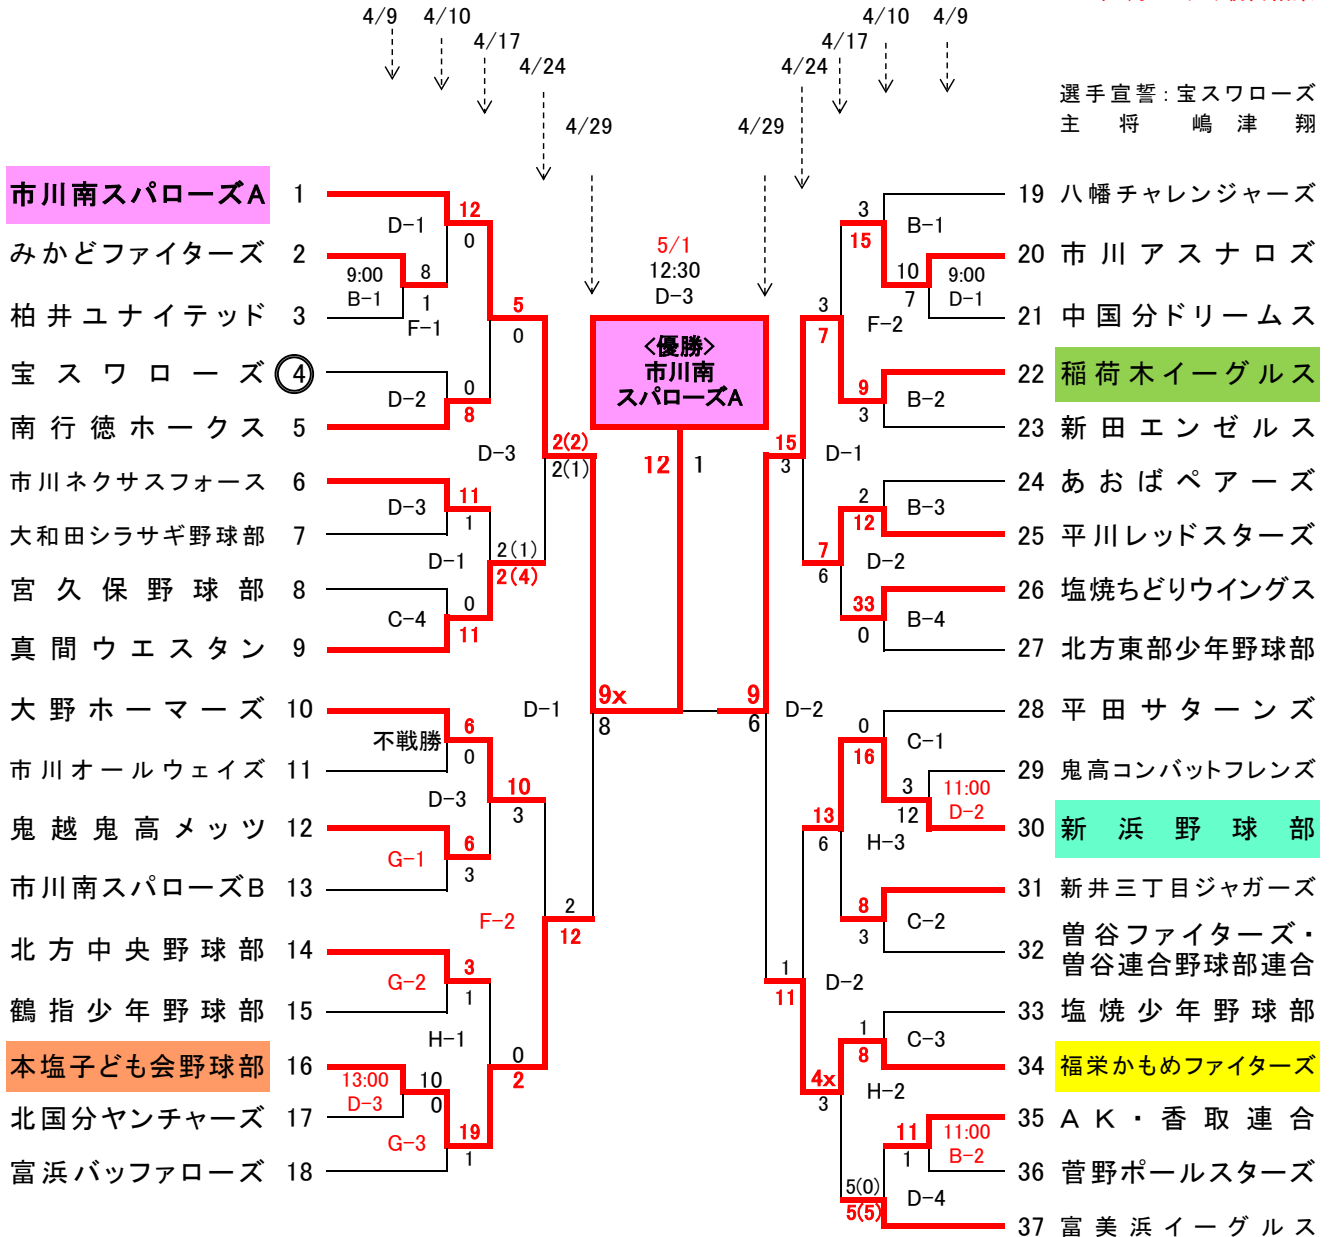 4/9
4/10
4/17
4/24
4/29
4/29
4/24
4/17
4/10
4/9
選手宣誓：宝スワローズ
主将 嶋津 翔
市川南スパローズA 1
みかどファイターズ 2
柏井ユナイテッド 3
宝スワローズ 4
南行徳ホークス 5
市川ネクサスフォース 6
大和田シラサギ野球部 7
宮久保野球部 8
真間ウエスタン 9
大野ホーマーズ 10
市川オールウェイズ 11
鬼越鬼高メッツ 12
市川南スパローズB 13
北方中央野球部 14
鶴指少年野球部 15
本塩子ども会野球部 16
北国分ヤンチャーズ 17
富浜バッファローズ 18
D-1
12
0
9:00
B-1
8
1
F-1
5
0
D-2
0
8
D-3
2(2)
2(1)
D-3
11
1
D-1
2(1)
2(4)
C-4
0
11
D-1
9x
8
不戦勝
6
0
D-3
10
3
G-1
6
3
F-2
2
12
G-2
3
1
H-1
0
2
13:00
D-3
10
0
G-3
19
1
5/1
12:30
D-3
<優勝>
市川南
スパローズA
12
1
3
15
B-1
10
7
9:00
D-1
3
7
F-2
9
3
B-2
15
3
D-1
2
12
B-3
7
6
D-2
33
0
B-4
9
6
D-2
0
16
C-1
3
12
11:00
D-2
13
6
H-3
8
3
C-2
1
11
D-2
1
8
C-3
4x
3
H-2
11
1
11:00
B-2
5(0)
5(5)
D-4
19 八幡チャレンジャーズ
20 市川アスナロズ
21 中国分ドリームス
22 稲荷木イーグルス
23 新田エンゼルス
24 あおばペアーズ
25 平川レッドスターズ
26 塩焼ちどりウイングス
27 北方東部少年野球部
28 平田サターンズ
29 鬼高コンバットフレンズ
30 新浜野球部
31 新井三丁目ジャガーズ
32 曽谷ファイターズ・
曽谷連合野球部連合
33 塩焼少年野球部
34 福栄かもめファイターズ
35 AK・香取連合
36 菅野ポールスターズ
37 富美浜イーグルス